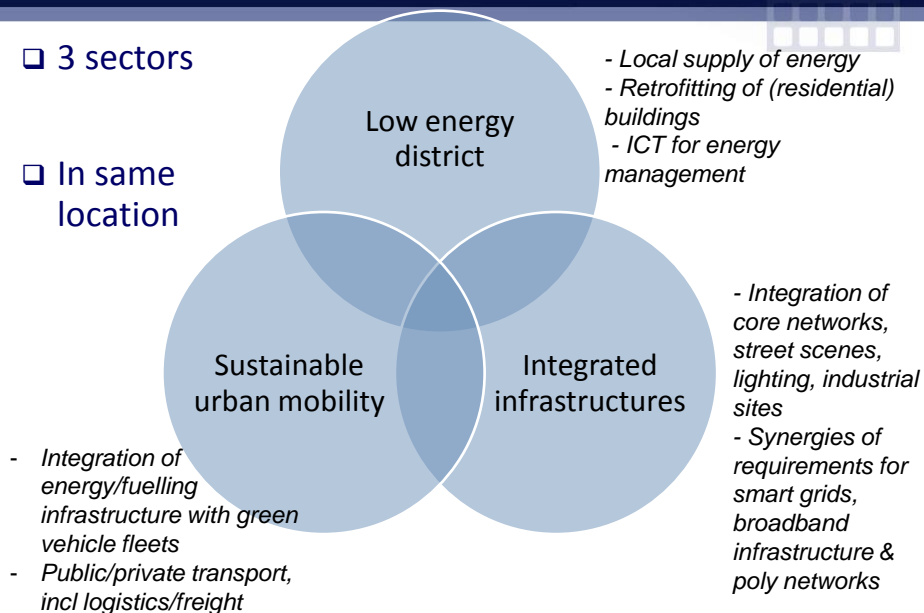 ❑ 3 sectors
❑ In same
location
Low energy
district
- Local supply of energy
- Retrofitting of (residential)
buildings
- ICT for energy
management
Sustainable
urban mobility
Integrated
infrastructures
- Integration of
core networks,
street scenes,
lighting, industrial
sites
- Synergies of
requirements for
smart grids,
broadband
infrastructure &
poly networks
- Integration of
energy/fuelling
infrastructure with green
vehicle fleets
- Public/private transport,
incl logistics/freight